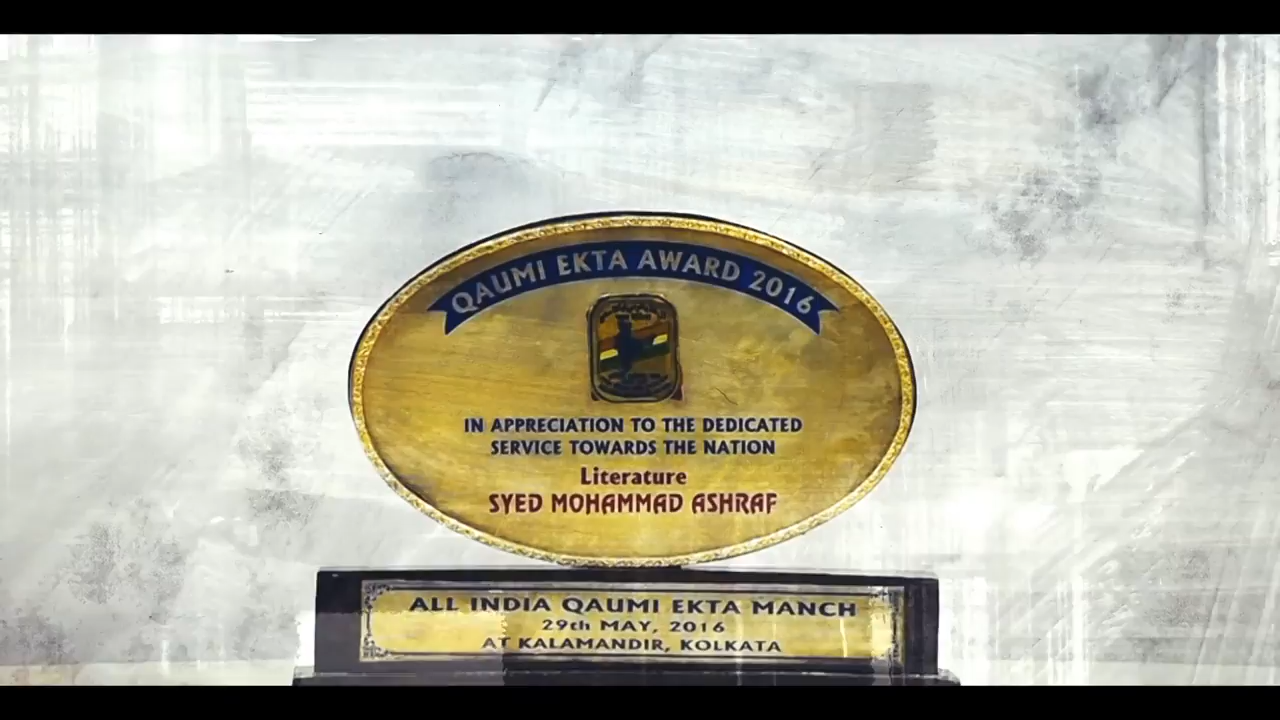 QAUMI EKTA AWARD 2016
IN APPRECIATION TO THE DEDICATED
SERVICE TOWARDS THE NATION
Literature
SYED MOHAMMAD ASHRAF
ALL INDIA QAUMI EKTA MANCH
29th MAY, 2016
AT KALAMANDIR, KOLKATA